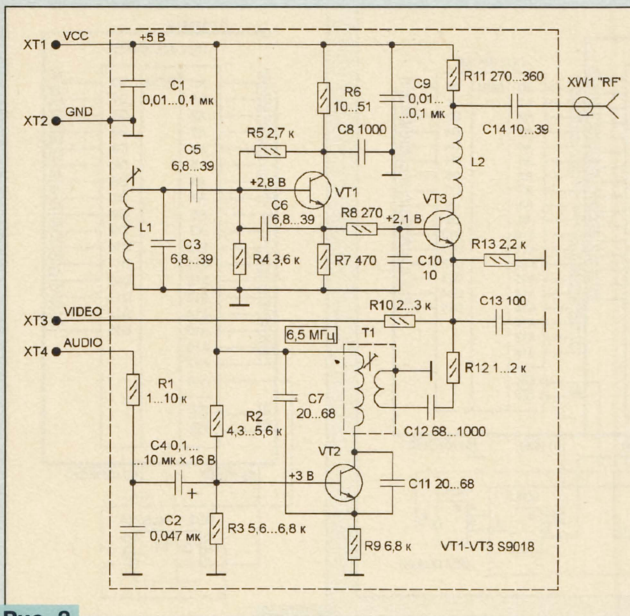 XT1
VCC
+5 В
XT2
GND
C1
0,01...0,1 мк
R6
10...51
C9
0,01...
...0,1 мк
R11 270...360
XW1 "RF"
C14 10...39
R5 2,7 к
C8 1000
L2
C5
6,8...39
+2,8 В
VT1
VT3
C6
6,8...39
R8 270
+2,1 В
L1
C3
6,8...39
R4 3,6 к
R7 470
C10
10
R13 2,2 к
XT3
VIDEO
R10 2...3 к
C13 100
XT4
AUDIO
6,5 МГц
T1
R1
1...10 к
R2
4,3...5,6 к
C7
20...68
R12 1...2 к
C12 68...1000
C4 0,1...
...10 мк × 16 В
VT2
+3 В
C11 20...68
C2
0,047 мк
R3 5,6...6,8 к
R9 6,8 к
VT1-VT3 S9018
Рис. 2